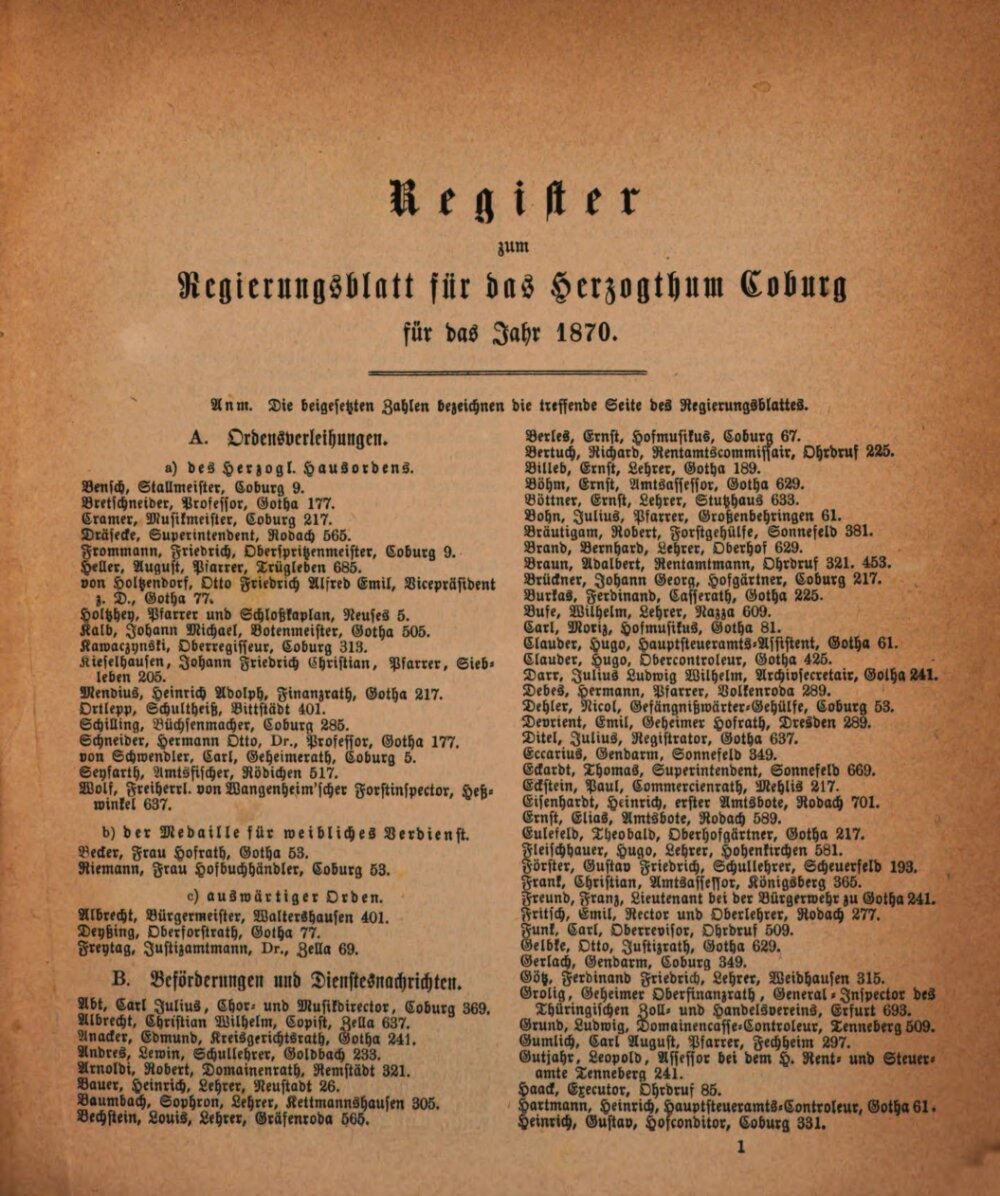 Register
zum
Regierungsblatt für das Herzogthum Coburg
für das Jahr 1870.
Anm. Die beigesetzten Zahlen bezeichnen die treffende Seite des Regierungsblattes.
A. Ordensverleihungen.
a) des Herzogl. Hausordens.
Bensch, Stallmeister, Coburg 9.
Bretschneider, Professor, Gotha 177.
Cramer, Musikmeister, Coburg 217.
Dräsecke, Superintendent, Rodach 565.
Frommann, Friedrich, Oberspritzenmeister, Coburg 9.
Heller, August, Pfarrer, Trügleben 685.
von Holtzendorf, Otto Friedrich Alfred Emil, Vicepräsident
z. D., Gotha 77.
Holtzhey, Pfarrer und Schloßkaplan, Neuses 5.
Kalb, Johann Michael, Botenmeister, Gotha 505.
Kawaczynski, Oberregisseur, Coburg 313.
Kieselhausen, Johann Friedrich Christian, Pfarrer, Sieb-
leben 205.
Mendius, Heinrich Adolph, Finanzrath, Gotha 217.
Ortlepp, Schultheiß, Bittstädt 401.
Schilling, Büchsenmacher, Coburg 285.
Schneider, Hermann Otto, Dr., Professor, Gotha 177.
von Schwendler, Carl, Geheimerath, Coburg 5.
Seyfarth, Amtsfischer, Rödichen 517.
Wolf, Freiherrl. von Wangenheim'scher Forstinspector, Heß-
winkel 637.
b) der Medaille für weibliches Verdienst.
Becker, Frau Hofrath, Gotha 53.
Riemann, Frau Hofbuchhändler, Coburg 53.
c) auswärtiger Orden.
Albrecht, Bürgermeister, Waltershausen 401.
Deyßing, Oberforstrath, Gotha 77.
Freytag, Justizamtmann, Dr., Zella 69.
B. Beförderungen und Dienstesnachrichten.
Abt, Carl Julius, Chor- und Musikdirector, Coburg 369.
Albrecht, Christian Wilhelm, Copist, Zella 637.
Anacker, Edmund, Kreisgerichtsrath, Gotha 241.
Andres, Lewin, Schullehrer, Goldbach 233.
Arnoldi, Robert, Domainenrath, Remstädt 321.
Bauer, Heinrich, Lehrer, Neustadt 26.
Baumbach, Sophron, Lehrer, Kettmannshausen 305.
Bechstein, Louis, Lehrer, Gräfenroda 565.
Berles, Ernst, Hofmusikus, Coburg 67.
Bertuch, Richard, Rentamtscommissair, Ohrdruf 225.
Billeb, Ernst, Lehrer, Gotha 189.
Böhm, Ernst, Amtsassessor, Gotha 629.
Böttner, Ernst, Lehrer, Stutzhaus 633.
Bohn, Julius, Pfarrer, Großenbehringen 61.
Bräutigam, Robert, Forstgehülfe, Sonnefeld 381.
Brand, Bernhard, Lehrer, Oberhof 629.
Braun, Adalbert, Rentamtmann, Ohrdruf 321. 453.
Brückner, Johann Georg, Hofgärtner, Coburg 217.
Burkas, Ferdinand, Casserath, Gotha 225.
Bufe, Wilhelm, Lehrer, Nazza 609.
Carl, Moriz, Hofmusikus, Gotha 81.
Clauder, Hugo, Hauptsteueramts-Assistent, Gotha 61.
Clauder, Hugo, Obercontroleur, Gotha 425.
Darr, Julius Ludwig Wilhelm, Archivsecretair, Gotha 241.
Debes, Hermann, Pfarrer, Volkenroda 289.
Dehler, Nicol, Gefängnißwärter-Gehülfe, Coburg 53.
Devrient, Emil, Geheimer Hofrath, Dresden 289.
Ditel, Julius, Registrator, Gotha 637.
Eccarius, Gendarm, Sonnefeld 349.
Eckardt, Thomas, Superintendent, Sonnefeld 669.
Eckstein, Paul, Commercienrath, Mehlis 217.
Eisenhardt, Heinrich, erster Amtsbote, Rodach 701.
Ernst, Elias, Amtsbote, Rodach 589.
Eulefeld, Theobald, Oberhofgärtner, Gotha 217.
Fleischhauer, Hugo, Lehrer, Hohenkirchen 581.
Förster, Gustav Friedrich, Schullehrer, Scheuerfeld 193.
Frank, Christian, Amtsassessor, Königsberg 365.
Freund, Franz, Lieutenant bei der Bürgerwehr zu Gotha 241.
Fritsch, Emil, Rector und Oberlehrer, Rodach 277.
Funk, Carl, Oberrevisor, Ohrdruf 509.
Gelbke, Otto, Justizrath, Gotha 629.
Gerlach, Gendarm, Coburg 349.
Götz, Ferdinand Friedrich, Lehrer, Weidhausen 315.
Grolig, Geheimer Oberfinanzrath, General-Inspector des
Thüringischen Zoll- und Handelsvereins, Erfurt 693.
Grund, Ludwig, Domainencasse-Controleur, Tenneberg 509.
Gumlich, Carl August, Pfarrer, Fechheim 297.
Gutjahr, Leopold, Assessor bei dem H. Rent- und Steuer-
amte Tenneberg 241.
Haack, Executor, Ohrdruf 85.
Hartmann, Heinrich, Hauptsteueramts-Controleur, Gotha 61.
Heinrich, Gustav, Hofconditor, Coburg 331.
1